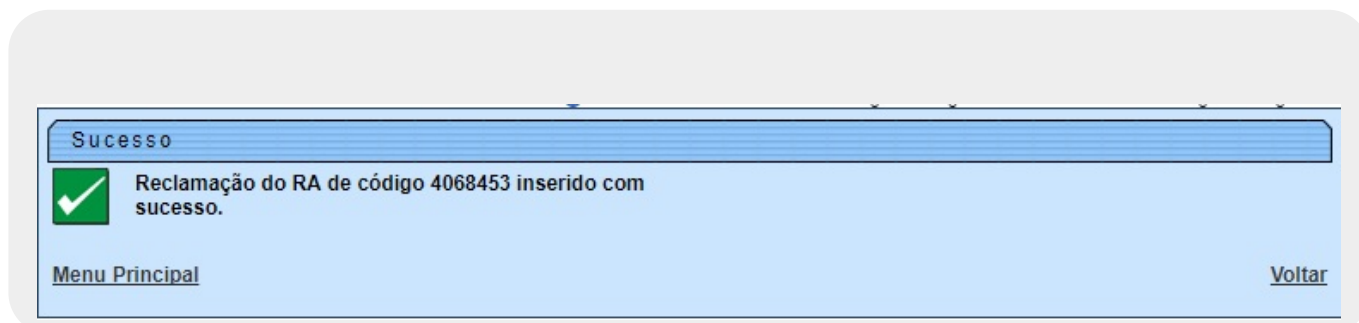 Sucesso
Reclamação do RA de código 4068453 inserido com
sucesso.
Menu Principal
Voltar